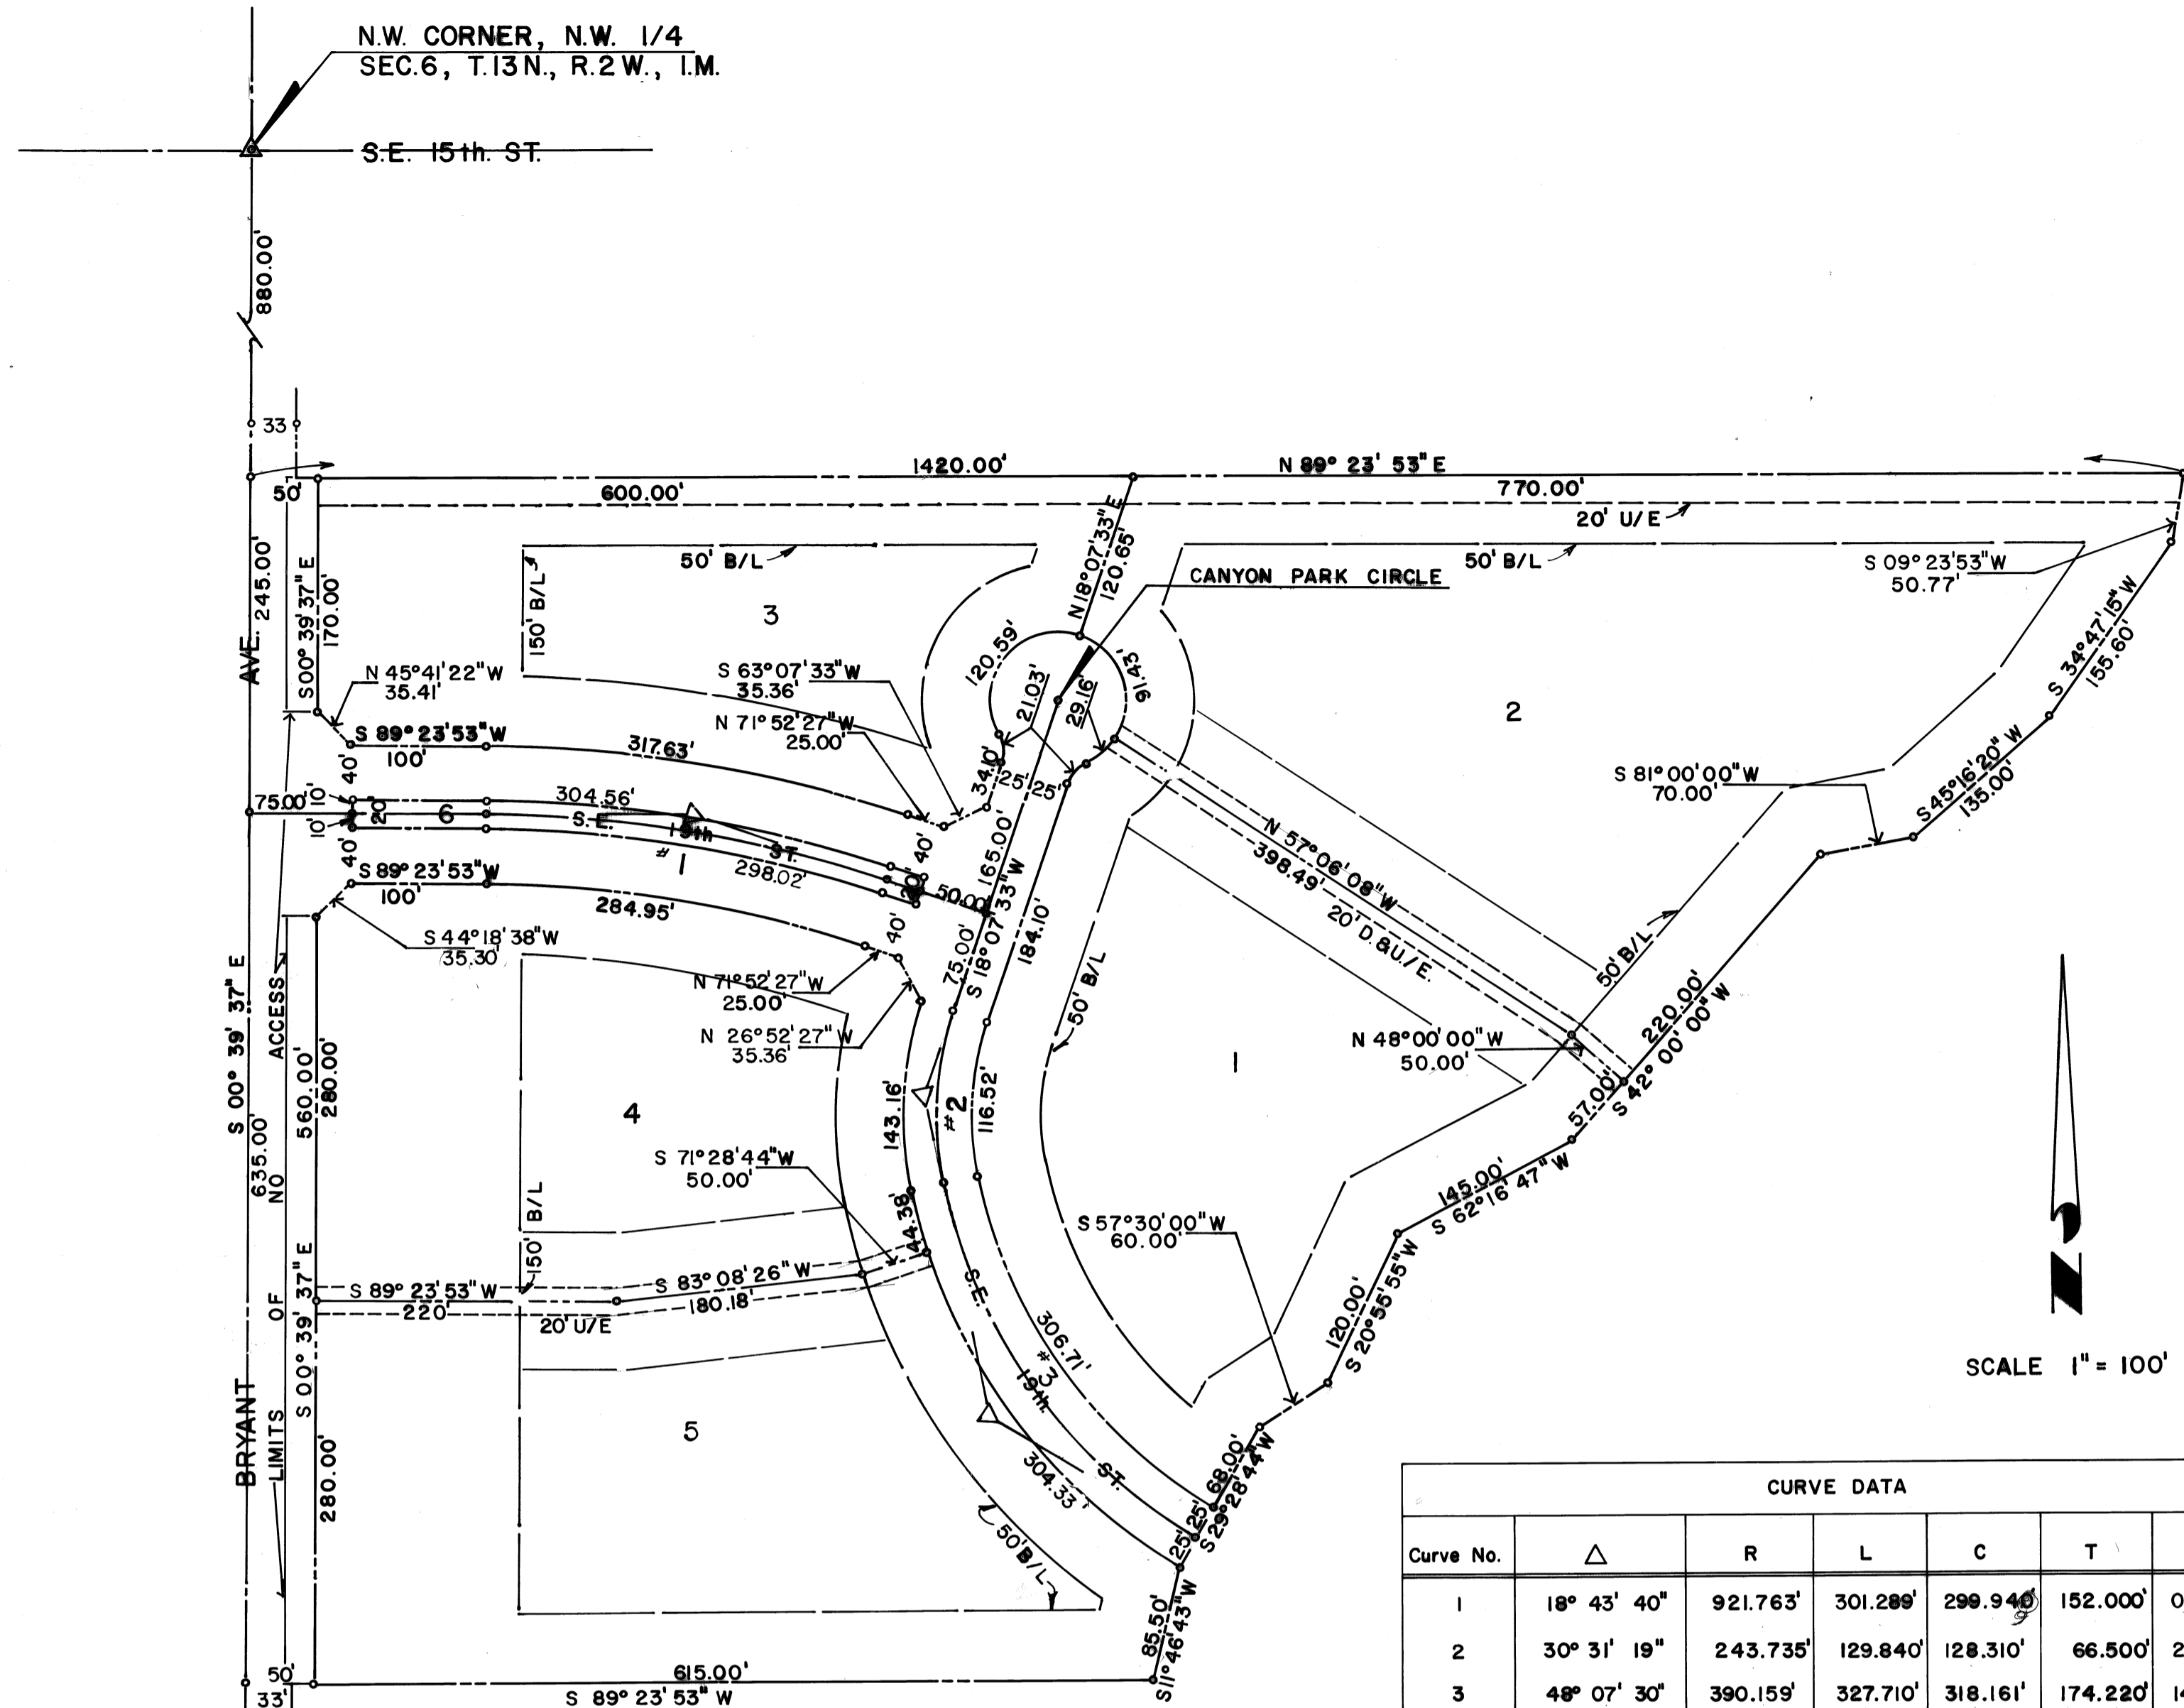 N.W. CORNER, N.W. 1/4
SEC.6, T.13N., R.2W., I.M.
S.E. 15th. ST.
880.00'
33
1420.00'
N 89° 23' 53" E
50'
600.00'
770.00'
20' U/E
50' B/L
50' B/L
S 09° 23' 53" W
50.77'
245.00'
AVE.
S 00° 39' 37" E
170.00'
150' B/L
3
N 18° 07' 33" E
120.65'
CANYON PARK CIRCLE
N 45° 41' 22" W
35.41'
S 63° 07' 33" W
35.36'
N 71° 52' 27" W
25.00'
120.59'
21.03'
29.16'
91.43'
2
S 34° 47' 15" W
155.60'
S 89° 23' 53" W
100'
317.63'
34.10'
25' 25'
S 81° 00' 00" W
70.00'
S 45° 16' 20" W
135.00'
40'
75.00'
10'
20'
10'
6
304.56'
S.E.
19th
ST.
#1
298.02'
40'
20'
50.00'
165.00'
40'
S 89° 23' 53" W
100'
284.95'
40'
S 18° 07' 33" W
75.00'
184.10'
N 57° 06' 08" W
398.49'
20' D.&U./E.
S 44° 18' 38" W
35.30'
N 71° 52' 27" W
25.00'
N 26° 52' 27" W
35.36'
50' B/L
50' B/L
220.00'
S 42° 00' 00" W
N 48° 00' 00" W
50.00'
57.00'
S 00° 39' 37" E
635.00'
BRYANT
LIMITS OF NO ACCESS
560.00'
280.00'
S 00° 39' 37" E
4
143.16'
#2
116.52'
1
S 71° 28' 44" W
50.00'
44.38'
150' B/L
145.00'
S 62° 16' 47" W
S 57° 30' 00" W
60.00'
S 89° 23' 53" W
220'
S 83° 08' 26" W
180.18'
20' U/E
S.E.
19th.
ST.
#3
306.71'
304.33'
120.00'
S 20° 55' 55" W
SCALE 1" = 100'
280.00'
5
68.00'
25'
25'
S 29° 28' 44" W
50' B/L
85.50'
S 11° 46' 43" W
50'
33'
615.00'
S 89° 23' 53" W
CURVE DATA
Curve No. △ R L C T
1 18° 43' 40" 921.763' 301.289' 299.940' 152.000'
2 30° 31' 19" 243.735' 129.840' 128.310' 66.500'
3 48° 07' 30" 390.159' 327.710' 318.161' 174.220'